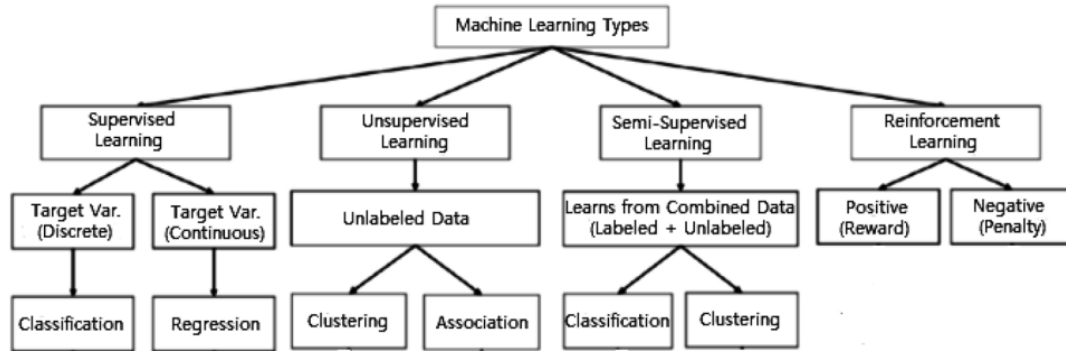 Machine Learning Types
Supervised
Learning
Unsupervised
Learning
Semi-Supervised
Learning
Reinforcement
Learning
Target Var.
(Discrete)
Target Var.
(Continuous)
Unlabeled Data
Learns from Combined Data
(Labeled + Unlabeled)
Positive
(Reward)
Negative
(Penalty)
Classification
Regression
Clustering
Association
Classification
Clustering